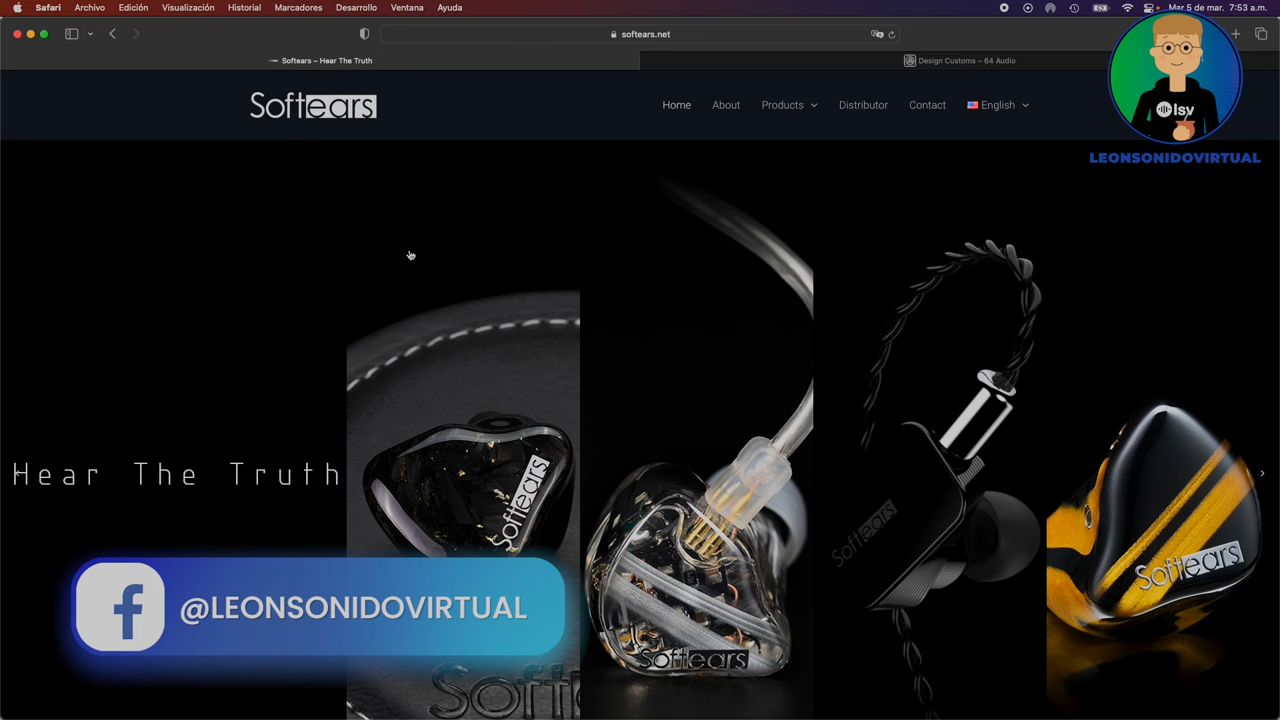 Safari Archivo Edición Visualización Historial Marcadores Desarrollo Ventana Ayuda Mar 5 de mar. 7:53 a.m.
softears.net
Softears – Hear The Truth Design Customs – 64 Audio
Softears Home About Products Distributor Contact English
lsv
LEONSONIDOVIRTUAL
Hear The Truth
Softears
Softears
Softears
Softears
@LEONSONIDOVIRTUAL